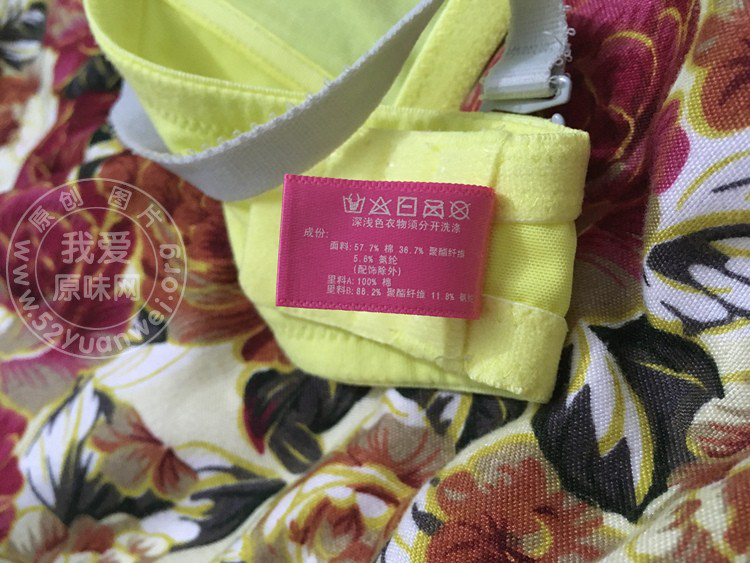 深浅色衣物须分开洗涤
成份:
面料:57.7% 棉 36.7% 聚酯纤维
5.6% 氨纶
(配饰除外)
里料A:100% 棉
里料B:88.2% 聚酯纤维 11.8% 氨纶
原创图片
我爱
原味网
www.52yuanwei.org